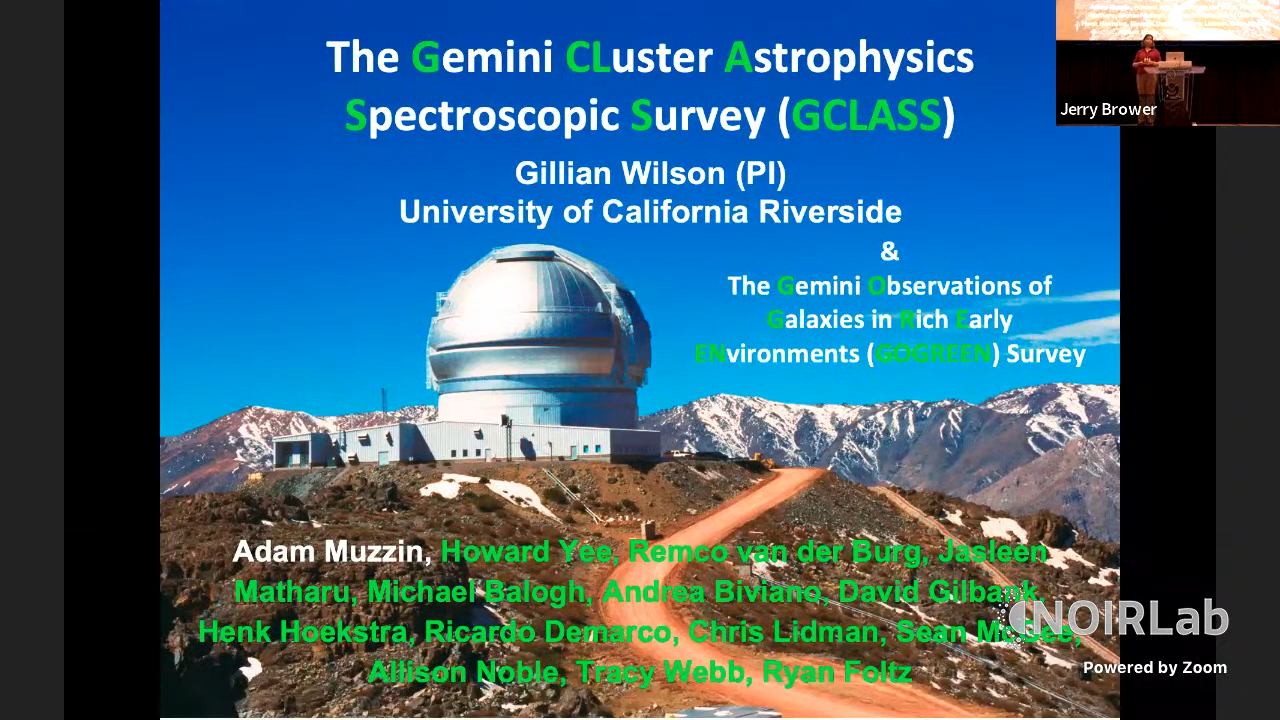 The Gemini CLuster Astrophysics
Spectroscopic Survey (GCLASS)
Gillian Wilson (PI)
University of California Riverside
&
The Gemini Observations of
Galaxies in Rich Early
ENvironments (GOGREEN) Survey
Adam Muzzin, Howard Yee, Remco van der Burg, Jasleen
Matharu, Michael Balogh, Andrea Biviano, David Gilbank,
Henk Hoekstra, Ricardo Demarco, Chris Lidman, Sean McGee,
Allison Noble, Tracy Webb, Ryan Foltz
Jerry Brower
NOIRLab
Powered by Zoom